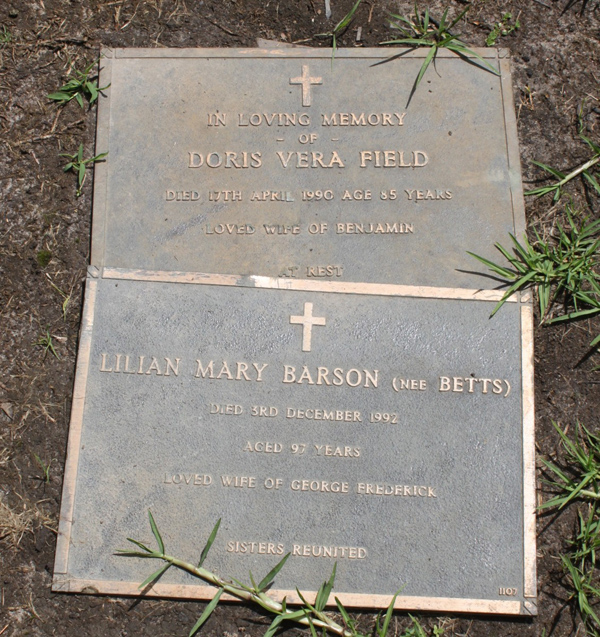 IN LOVING MEMORY
- OF -
DORIS VERA FIELD
DIED 17TH APRIL 1990 AGE 85 YEARS
LOVED WIFE OF BENJAMIN
AT REST
LILIAN MARY BARSON (NEE BETTS)
DIED 3RD DECEMBER 1992
AGED 97 YEARS
LOVED WIFE OF GEORGE FREDERICK
SISTERS REUNITED
1107